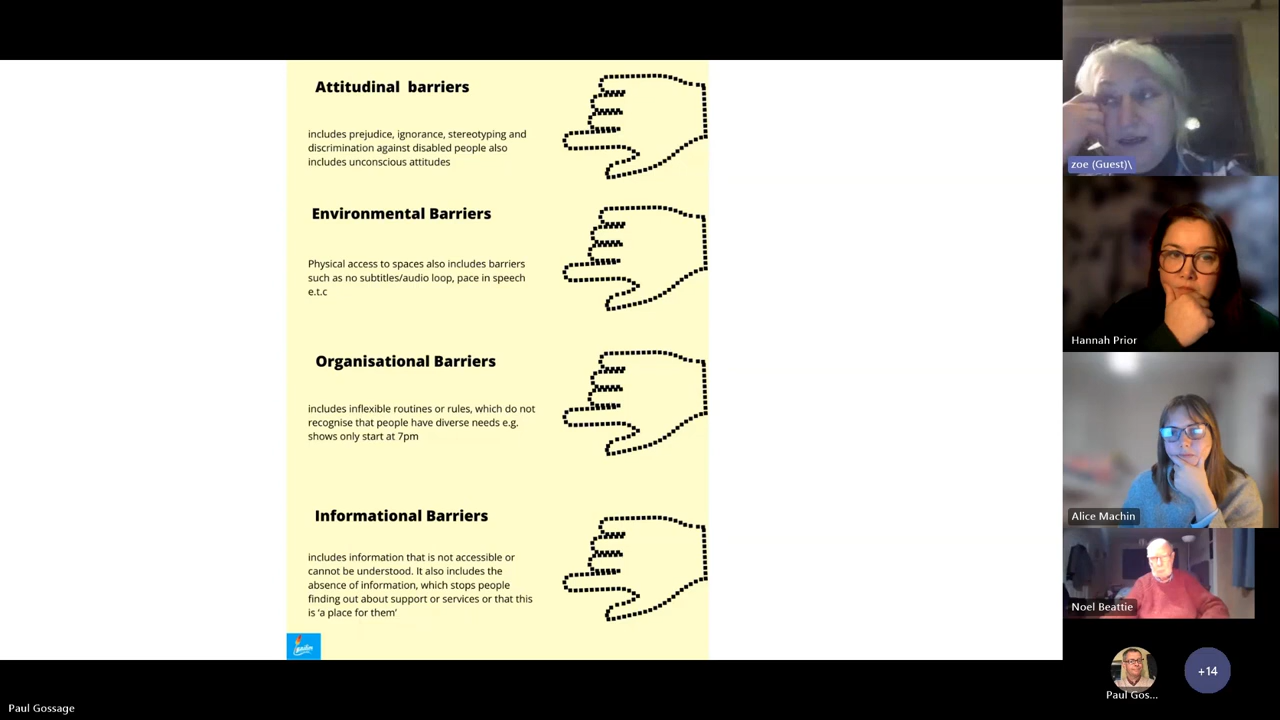 Attitudinal  barriers
includes prejudice, ignorance, stereotyping and
discrimination against disabled people also
includes unconscious attitudes
Environmental Barriers
Physical access to spaces also includes barriers
such as no subtitles/audio loop, pace in speech
e.t.c
Organisational Barriers
includes inflexible routines or rules, which do not
recognise that people have diverse needs e.g.
shows only start at 7pm
Informational Barriers
includes information that is not accessible or
cannot be understood. It also includes the
absence of information, which stops people
finding out about support or services or that this
is ‘a place for them’
zoe (Guest)\
Hannah Prior
Alice Machin
Noel Beattie
Paul Gos...
+14
Paul Gossage